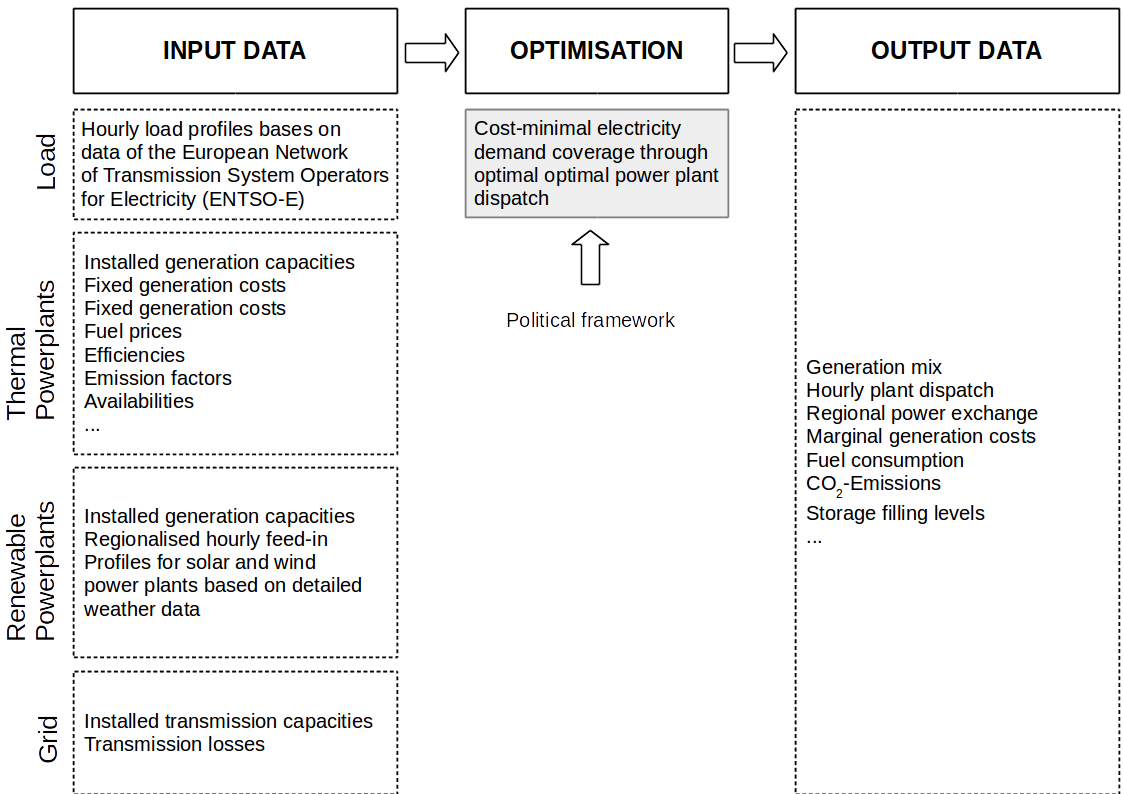 INPUT DATA
OPTIMISATION
OUTPUT DATA
Load
Hourly load profiles bases on
data of the European Network
of Transmission System Operators
for Electricity (ENTSO-E)
Thermal
Powerplants
Installed generation capacities
Fixed generation costs
Fixed generation costs
Fuel prices
Efficiencies
Emission factors
Availabilities
...
Renewable
Powerplants
Installed generation capacities
Regionalised hourly feed-in
Profiles for solar and wind
power plants based on detailed
weather data
Grid
Installed transmission capacities
Transmission losses
Cost-minimal electricity
demand coverage through
optimal optimal power plant
dispatch
Political framework
Generation mix
Hourly plant dispatch
Regional power exchange
Marginal generation costs
Fuel consumption
CO2-Emissions
Storage filling levels
...